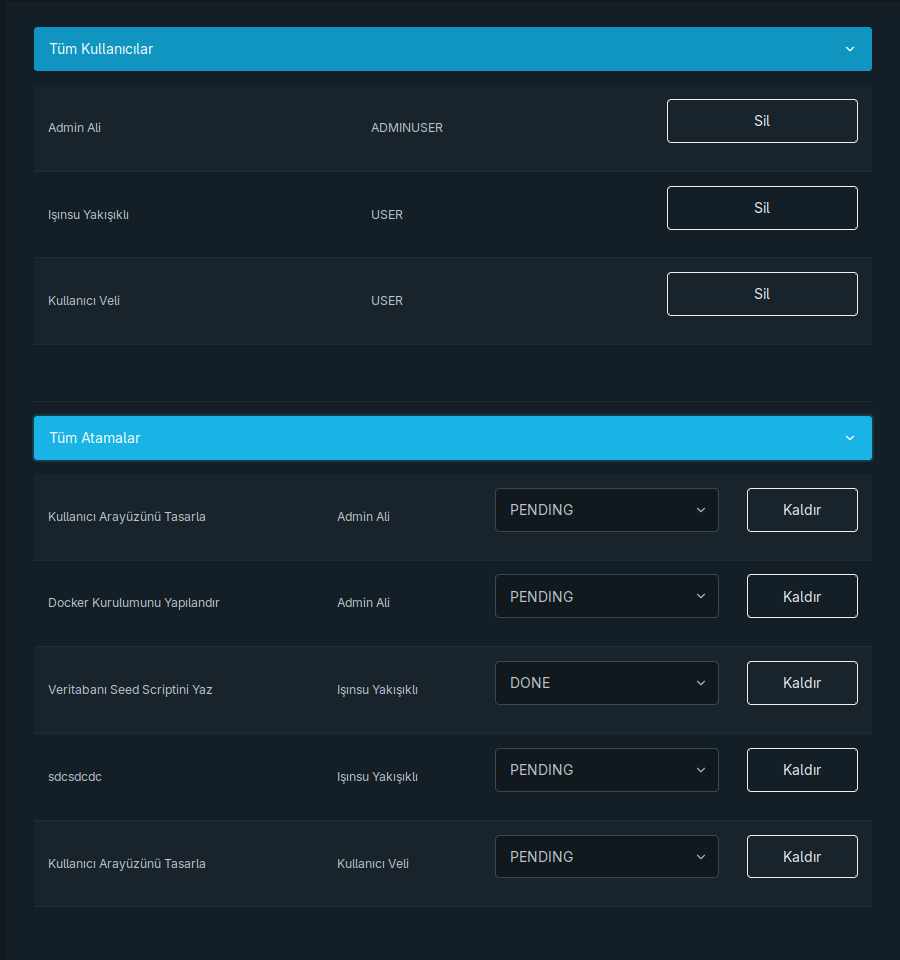 Tüm Kullanıcılar
Admin Ali ADMINUSER Sil
Işınsu Yakışıklı USER Sil
Kullanıcı Veli USER Sil
Tüm Atamalar
Kullanıcı Arayüzünü Tasarla Admin Ali PENDING Kaldır
Docker Kurulumunu Yapılandır Admin Ali PENDING Kaldır
Veritabanı Seed Scriptini Yaz Işınsu Yakışıklı DONE Kaldır
sdcsdcdc Işınsu Yakışıklı PENDING Kaldır
Kullanıcı Arayüzünü Tasarla Kullanıcı Veli PENDING Kaldır